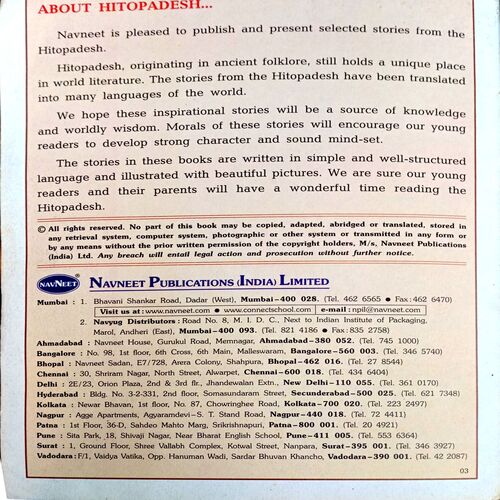 ABOUT HITOPADESH...
Navneet is pleased to publish and present selected stories from the
Hitopadesh.
Hitopadesh, originating in ancient folklore, still holds a unique place
in world literature. The stories from the Hitopadesh have been translated
into many languages of the world.
We hope these inspirational stories will be a source of knowledge
and worldly wisdom. Morals of these stories will encourage our young
readers to develop strong character and sound mind-set.
The stories in these books are written in simple and well-structured
language and illustrated with beautiful pictures. We are sure our young
readers and their parents will have a wonderful time reading the
Hitopadesh.
© All rights reserved. No part of this book may be copied, adapted, abridged or translated, stored in
any retrieval system, computer system, photographic or other system or transmitted in any form or
by any means without the prior written permission of the copyright holders, M/s, Navneet Publications
(India) Ltd. Any breach will entail legal action and prosecution without further notice.
NAVNEET NAVNEET PUBLICATIONS (INDIA) LIMITED
Mumbai : 1. Bhavani Shankar Road, Dadar (West), Mumbai-400 028. (Tel. 462 6565 • Fax: 462 6470)
Visit us at : www.navneet.com • www.connectschool.com e-mail : npil@navneet.com
2. Navyug Distributors : Road No. 8, M. I. D. C., Next to Indian Institute of Packaging,
Marol, Andheri (East), Mumbai-400 093. (Tel. 821 4186 • Fax : 835 2758)
Ahmadabad : Navneet House, Gurukul Road, Memnagar, Ahmadabad-380 052. (Tel. 745 1000)
Bangalore : No. 98, 1st floor, 6th Cross, 6th Main, Malleswaram, Bangalore-560 003. (Tel. 346 5740)
Bhopal : Navneet Sadan, E7/728, Arera Colony, Shahpura, Bhopal-462 016. (Tel. 27 8544)
Chennai : 30, Shriram Nagar, North Street, Alwarpet, Chennai-600 018. (Tel. 434 6404)
Delhi : 2E/23, Orion Plaza, 2nd & 3rd flr., Jhandewalan Extn., New Delhi-110 055. (Tel. 361 0170)
Hyderabad : Bldg. No. 3-2-331, 2nd floor, Somasundaram Street, Secunderabad-500 025. (Tel. 621 7348)
Kolkata : Newar Bhavan, 1st floor, No. 87, Chowringhee Road, Kolkata-700 020. (Tel. 223 2497)
Nagpur : Agge Apartments, Agyaramdevi-S. T. Stand Road, Nagpur-440 018. (Tel. 72 4411)
Patna : 1st Floor, 36-D, Sahdeo Mahto Marg, Srikrishnapuri, Patna-800 001. (Tel. 20 4921)
Pune : Sita Park, 18, Shivaji Nagar, Near Bharat English School, Pune-411 005. (Tel. 553 6364)
Surat : 1, Ground Floor, Shree Vallabh Complex, Kotwal Street, Nanpura, Surat-395 001. (Tel. 346 3927)
Vadodara : F/1, Vaidya Vatika, Opp. Hanuman Wadi, Sardar Bhuvan Khancho, Vadodara-390 001. (Tel. 42 2087)
03